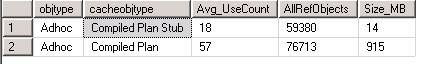 objtype cacheobjtype Avg_UseCount AllRefObjects Size_MB
1 Adhoc Compiled Plan Stub 18 59380 14
2 Adhoc Compiled Plan 57 76713 915